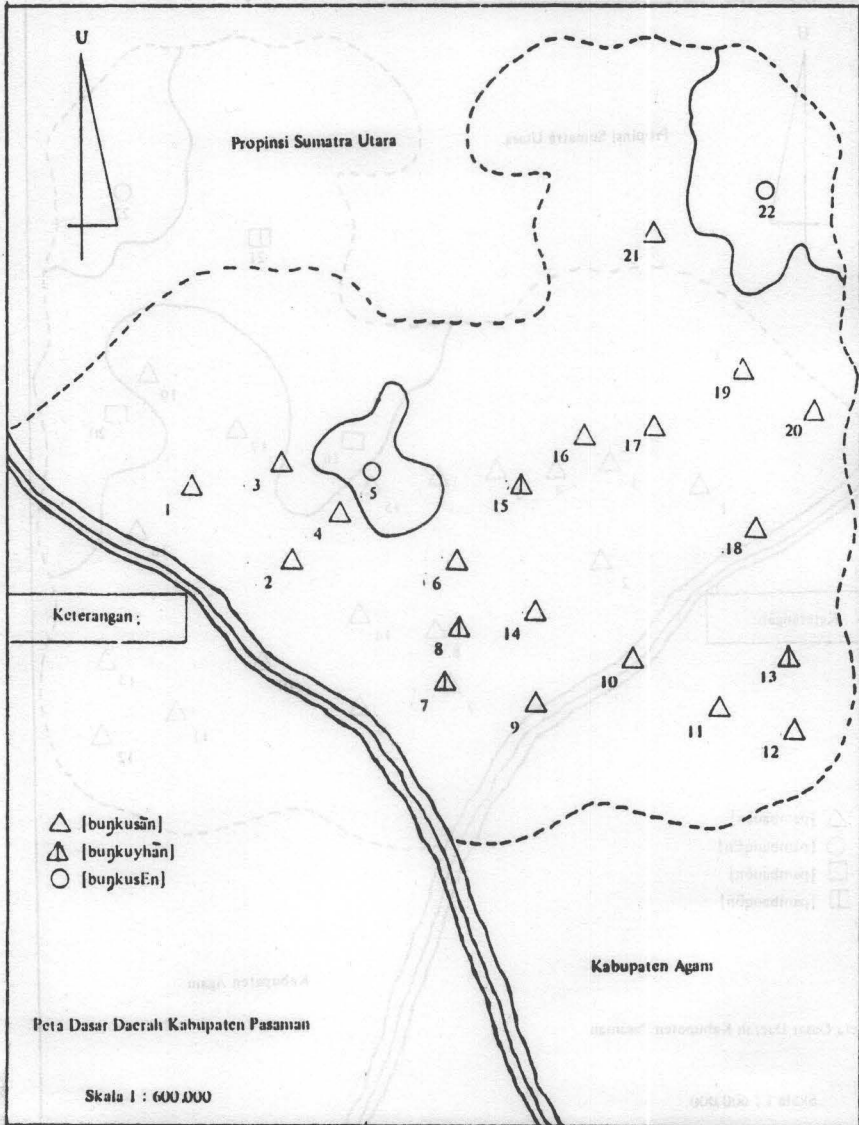 U
Propinsi Sumatra Utara
22
21
19
20
16
17
3
5
1
15
4
18
2
6
Keterangan :
14
8
10
13
7
9
11
12
[buŋkusãn]
[buŋkuyhãn]
[buŋkusEn]
Kabupaten Agam
Peta Dasar Daerah Kabupaten Pasaman
Skala 1 : 600.000